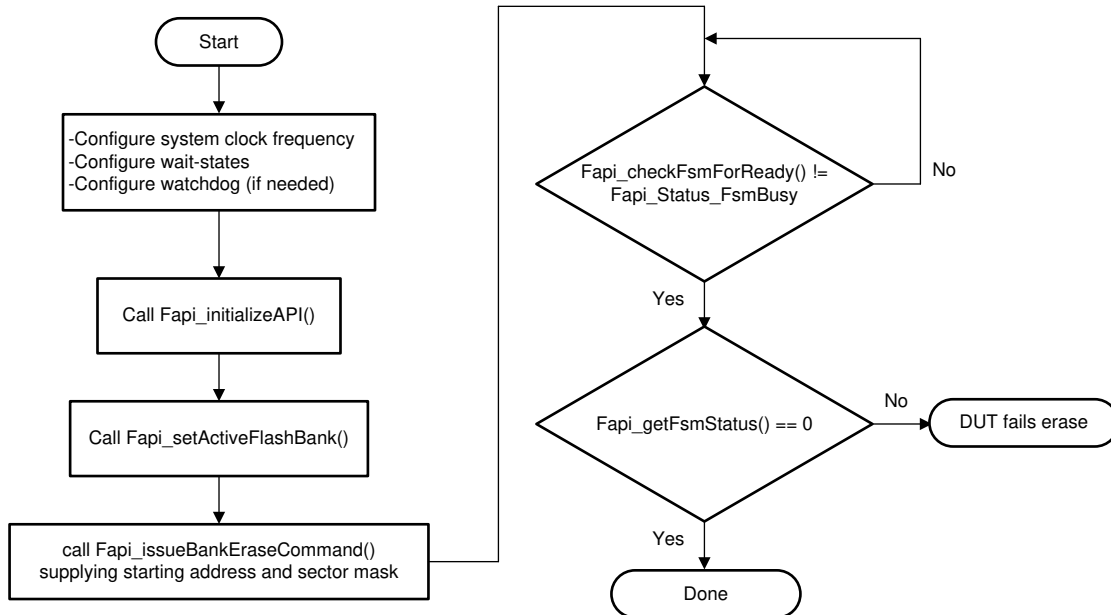 Start
-Configure system clock frequency
-Configure wait-states
-Configure watchdog (if needed)
Call Fapi_initializeAPI()
Call Fapi_setActiveFlashBank()
call Fapi_issueBankEraseCommand()
supplying starting address and sector mask
Fapi_checkFsmForReady() !=
Fapi_Status_FsmBusy
No
Yes
Fapi_getFsmStatus() == 0
No
DUT fails erase
Yes
Done